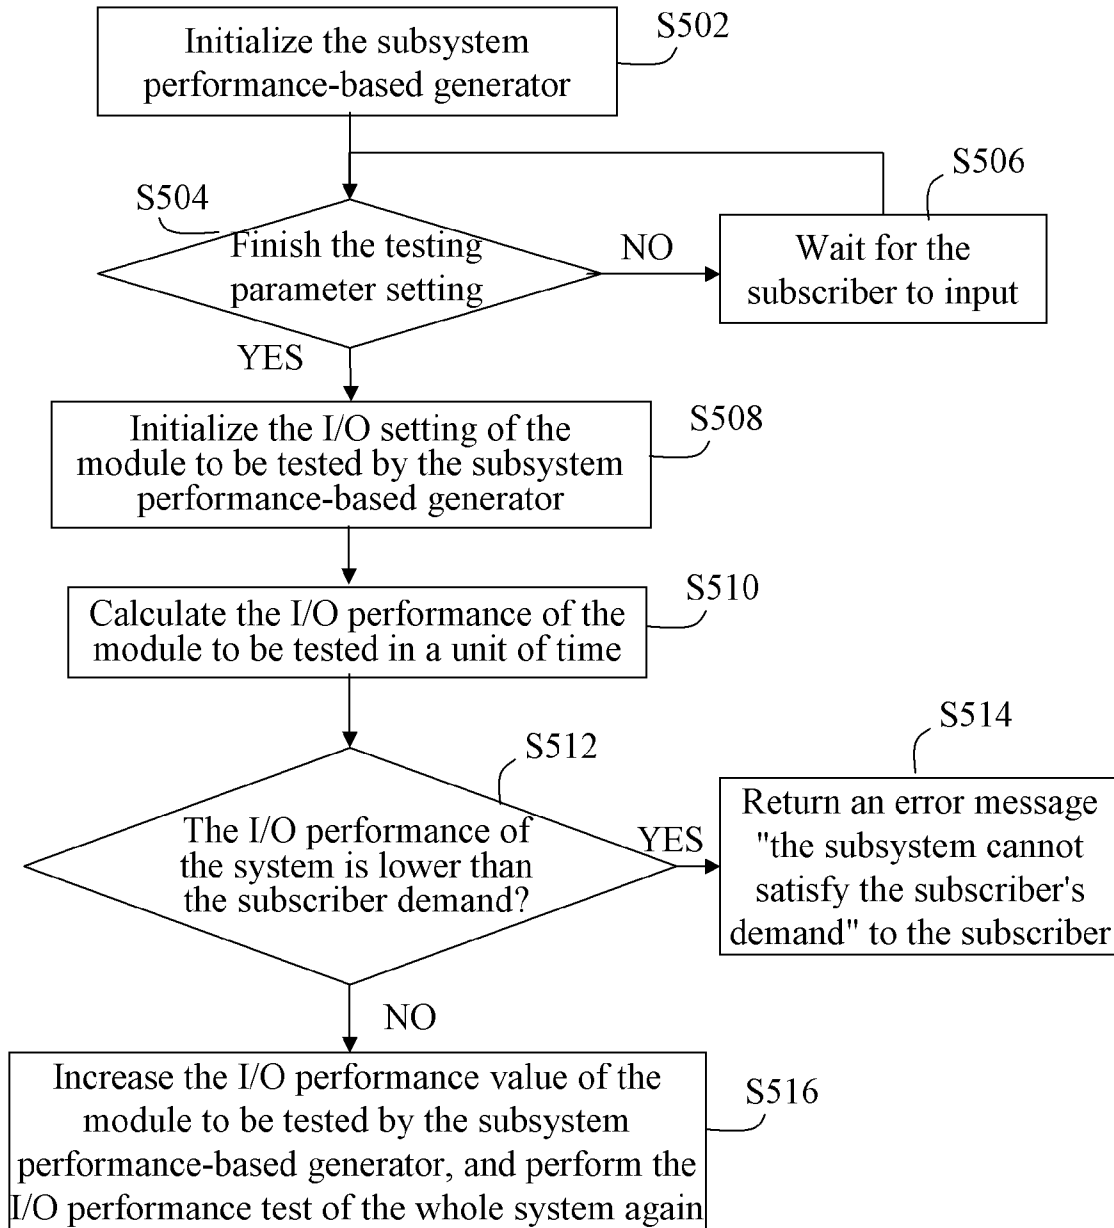 Initialize the subsystem
performance-based generator
S502
S504
Finish the testing
parameter setting
NO
S506
Wait for the
subscriber to input
YES
Initialize the I/O setting of the
module to be tested by the subsystem
performance-based generator
S508
Calculate the I/O performance of the
module to be tested in a unit of time
S510
S512
The I/O performance of
the system is lower than
the subscriber demand?
YES
S514
Return an error message
"the subsystem cannot
satisfy the subscriber's
demand" to the subscriber
NO
Increase the I/O performance value of the
module to be tested by the subsystem
performance-based generator, and perform the
I/O performance test of the whole system again
S516